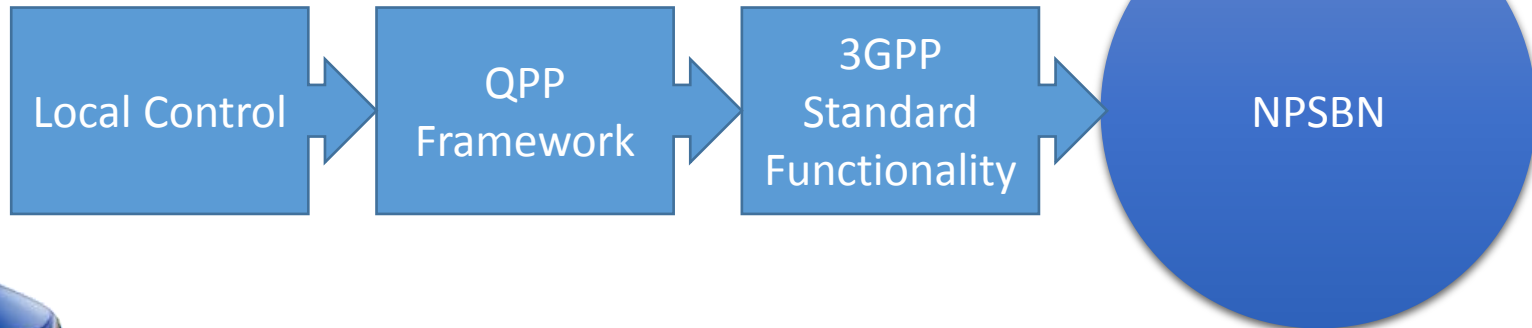 Local Control
QPP
Framework
3GPP
Standard
Functionality
NPSBN